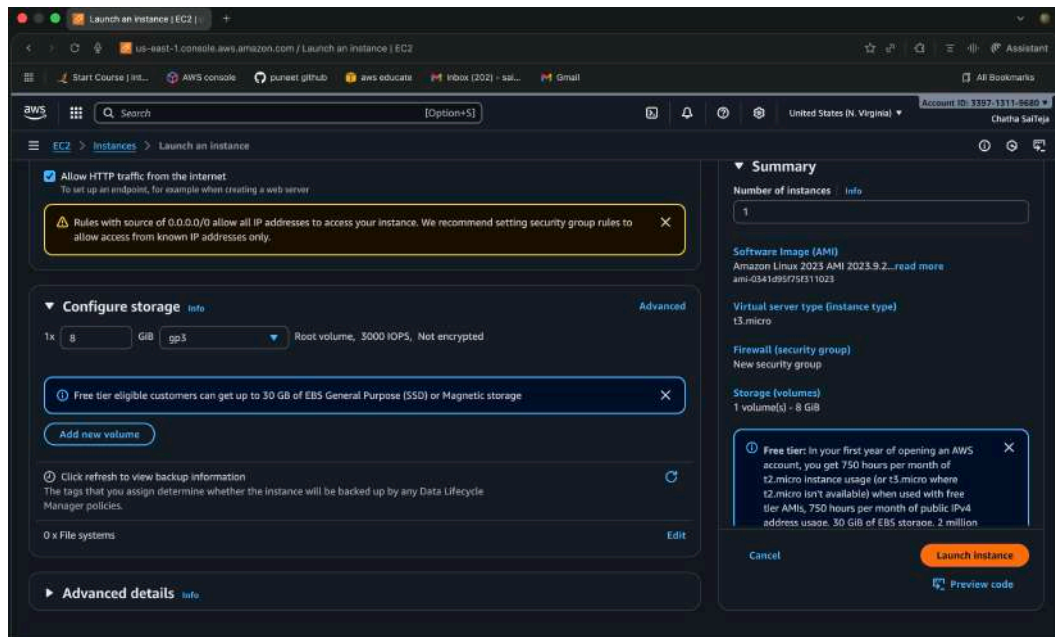 Launch an instance | EC2 |
us-east-1.console.aws.amazon.com / Launch an instance | EC2
Assistant
Start Course | Int...
AWS console
puneet github
aws educate
Inbox (202) - sai...
Gmail
All Bookmarks
aws
Search
[Option+S]
United States (N. Virginia)
Account ID: 3397-1311-9680
Chatha SaiTeja
EC2 > Instances > Launch an instance
Allow HTTP traffic from the internet
To set up an endpoint, for example when creating a web server
Rules with source of 0.0.0.0/0 allow all IP addresses to access your instance. We recommend setting security group rules to
allow access from known IP addresses only.
Configure storage Info
Advanced
1x 8 GiB gp3 Root volume, 3000 IOPS, Not encrypted
Free tier eligible customers can get up to 30 GB of EBS General Purpose (SSD) or Magnetic storage
Add new volume
Click refresh to view backup information
The tags that you assign determine whether the instance will be backed up by any Data Lifecycle
Manager policies.
0 x File systems
Edit
Advanced details Info
Summary
Number of instances Info
1
Software Image (AMI)
Amazon Linux 2023 AMI 2023.9.2...read more
ami-0341d95f75f311023
Virtual server type (instance type)
t3.micro
Firewall (security group)
New security group
Storage (volumes)
1 volume(s) - 8 GiB
Free tier: In your first year of opening an AWS
account, you get 750 hours per month of
t2.micro instance usage (or t3.micro where
t2.micro isn't available) when used with free
tier AMIs, 750 hours per month of public IPv4
address usage, 30 GiB of EBS storage, 2 million
Cancel
Launch instance
Preview code